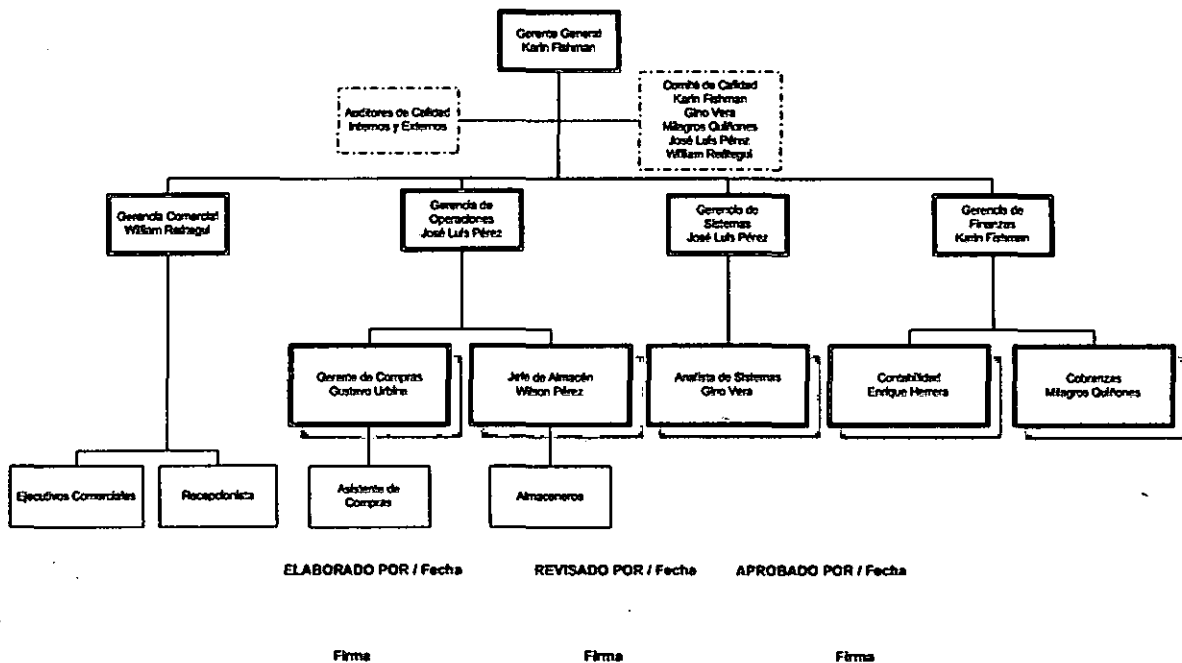 Gerente General
Karin Fishman
Auditores de Calidad
Internos y Externos
Comité de Calidad
Karin Fishman
Gino Vera
Milagros Quiñones
José Luis Pérez
William Reátegui
Gerencia Comercial
William Reátegui
Gerencia de
Operaciones
José Luis Pérez
Gerencia de
Sistemas
José Luis Pérez
Gerencia de
Finanzas
Karin Fishman
Gerente de Compras
Gustavo Urbina
Jefe de Almacén
Wilson Pérez
Analista de Sistemas
Gino Vera
Contabilidad
Enrique Herrera
Cobranzas
Milagros Quiñones
Ejecutivos Comerciales
Recepcionista
Asistente de
Compras
Almaceneros
ELABORADO POR / Fecha
REVISADO POR / Fecha
APROBADO POR / Fecha
Firma
Firma
Firma